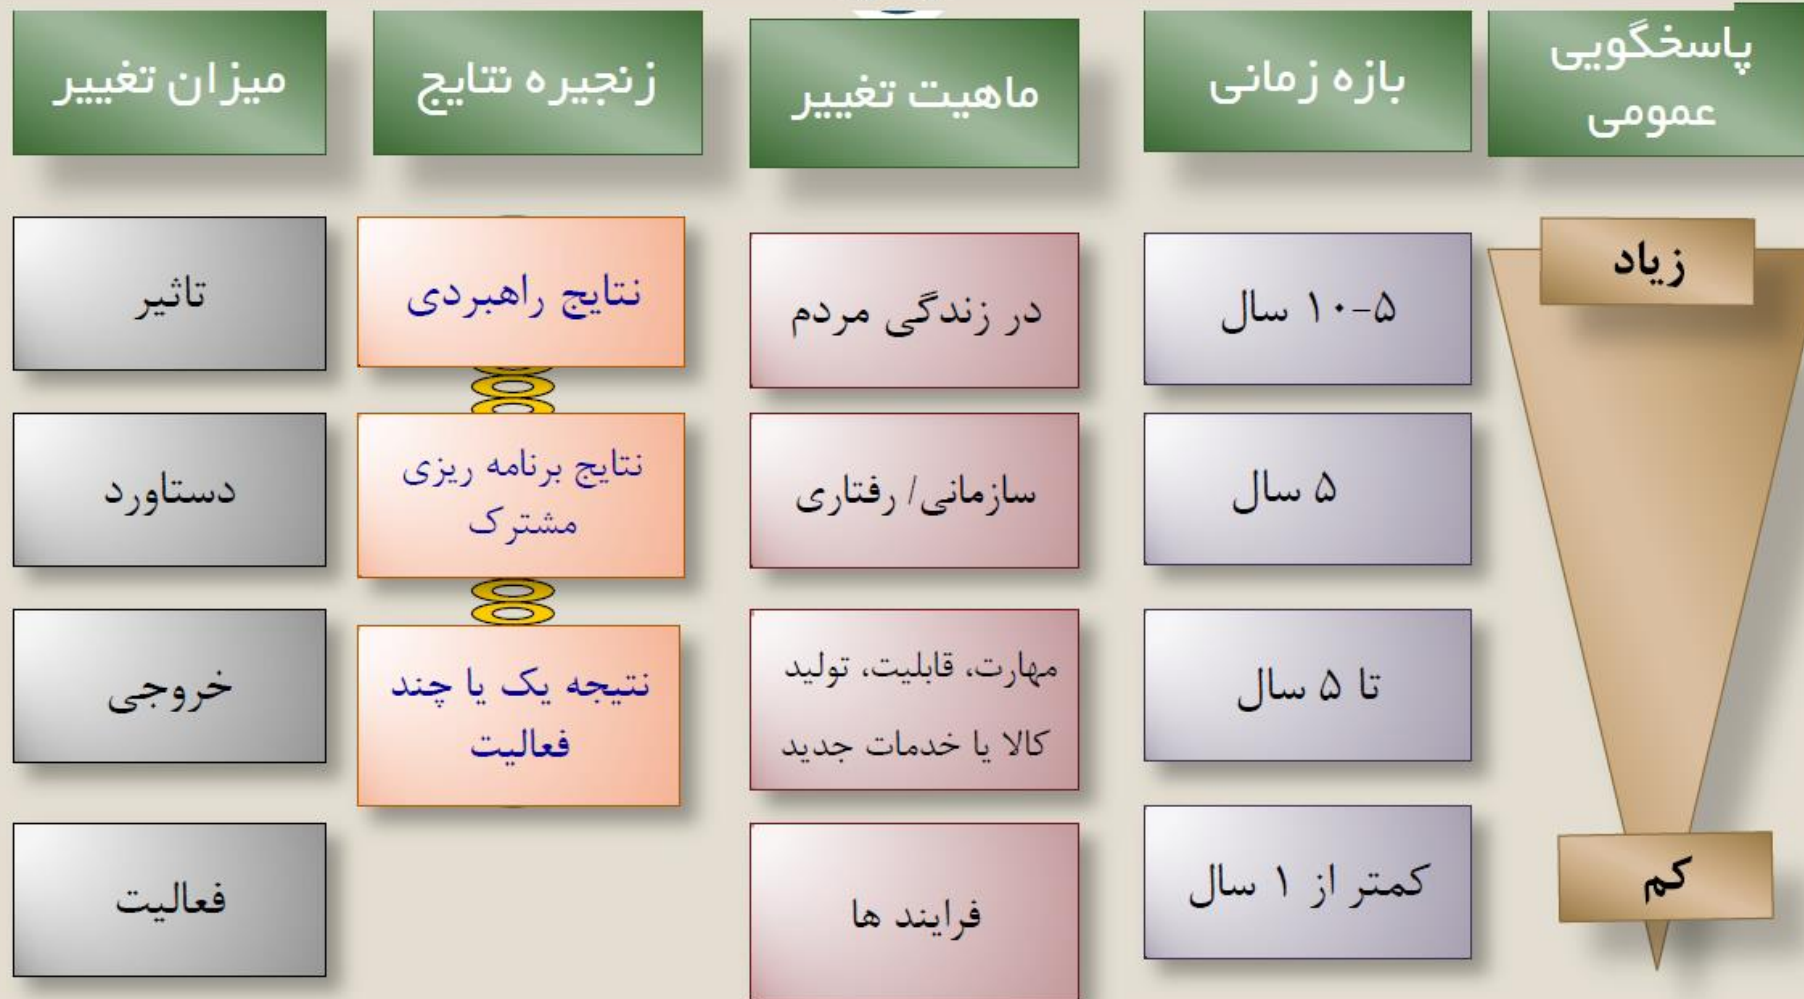 پاسخگویی
عمومی
بازه زمانی
ماهیت تغییر
زنجیره نتایج
میزان تغییر
زیاد
۱۰-۵ سال
در زندگی مردم
نتایج راهبردی
تاثیر
۵ سال
سازمانی/ رفتاری
نتایج برنامه ریزی
مشترک
دستاورد
تا ۵ سال
مهارت، قابلیت، تولید
کالا یا خدمات جدید
نتیجه یک یا چند
فعالیت
خروجی
کم
کمتر از ۱ سال
فرایند ها
فعالیت